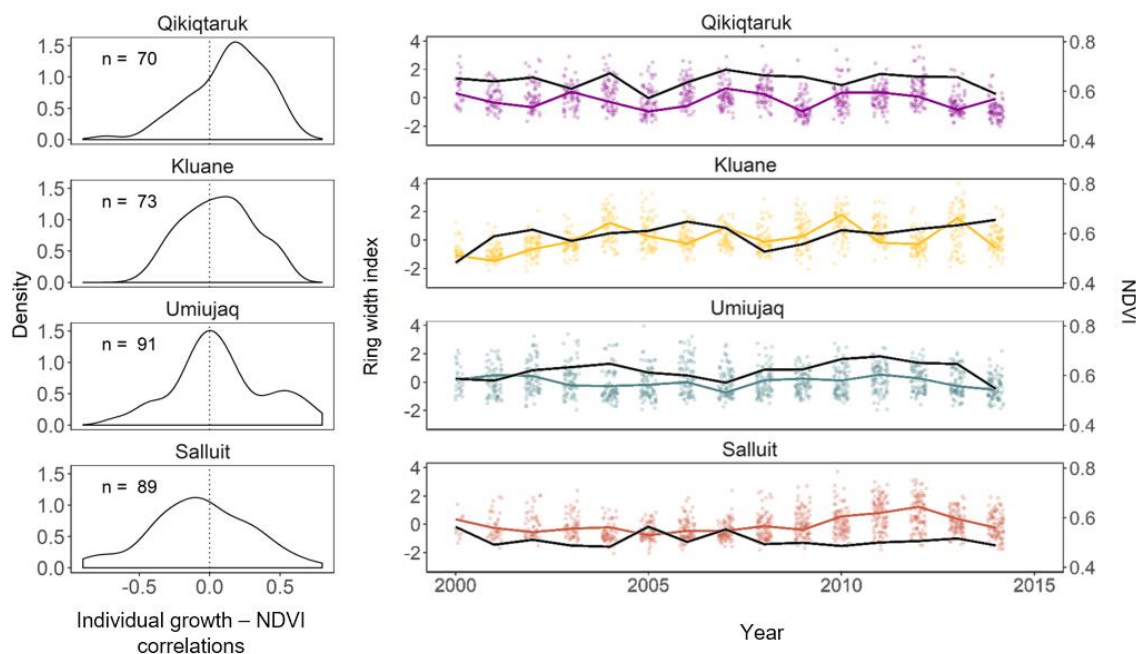 Qikiqtaruk
n = 70
1.5
1.0
0.5
0.0
Kluane
n = 73
1.5
1.0
0.5
0.0
Umiujaq
n = 91
1.5
1.0
0.5
0.0
Salluit
n = 89
1.5
1.0
0.5
0.0
-0.5 0.0 0.5
Density
Individual growth – NDVI
correlations
Qikiqtaruk
4
2
0
-2
0.8
0.6
0.4
Kluane
4
2
0
-2
0.8
0.6
0.4
Umiujaq
4
2
0
-2
0.8
0.6
0.4
Salluit
4
2
0
-2
0.8
0.6
0.4
2000 2005 2010 2015
Ring width index
NDVI
Year